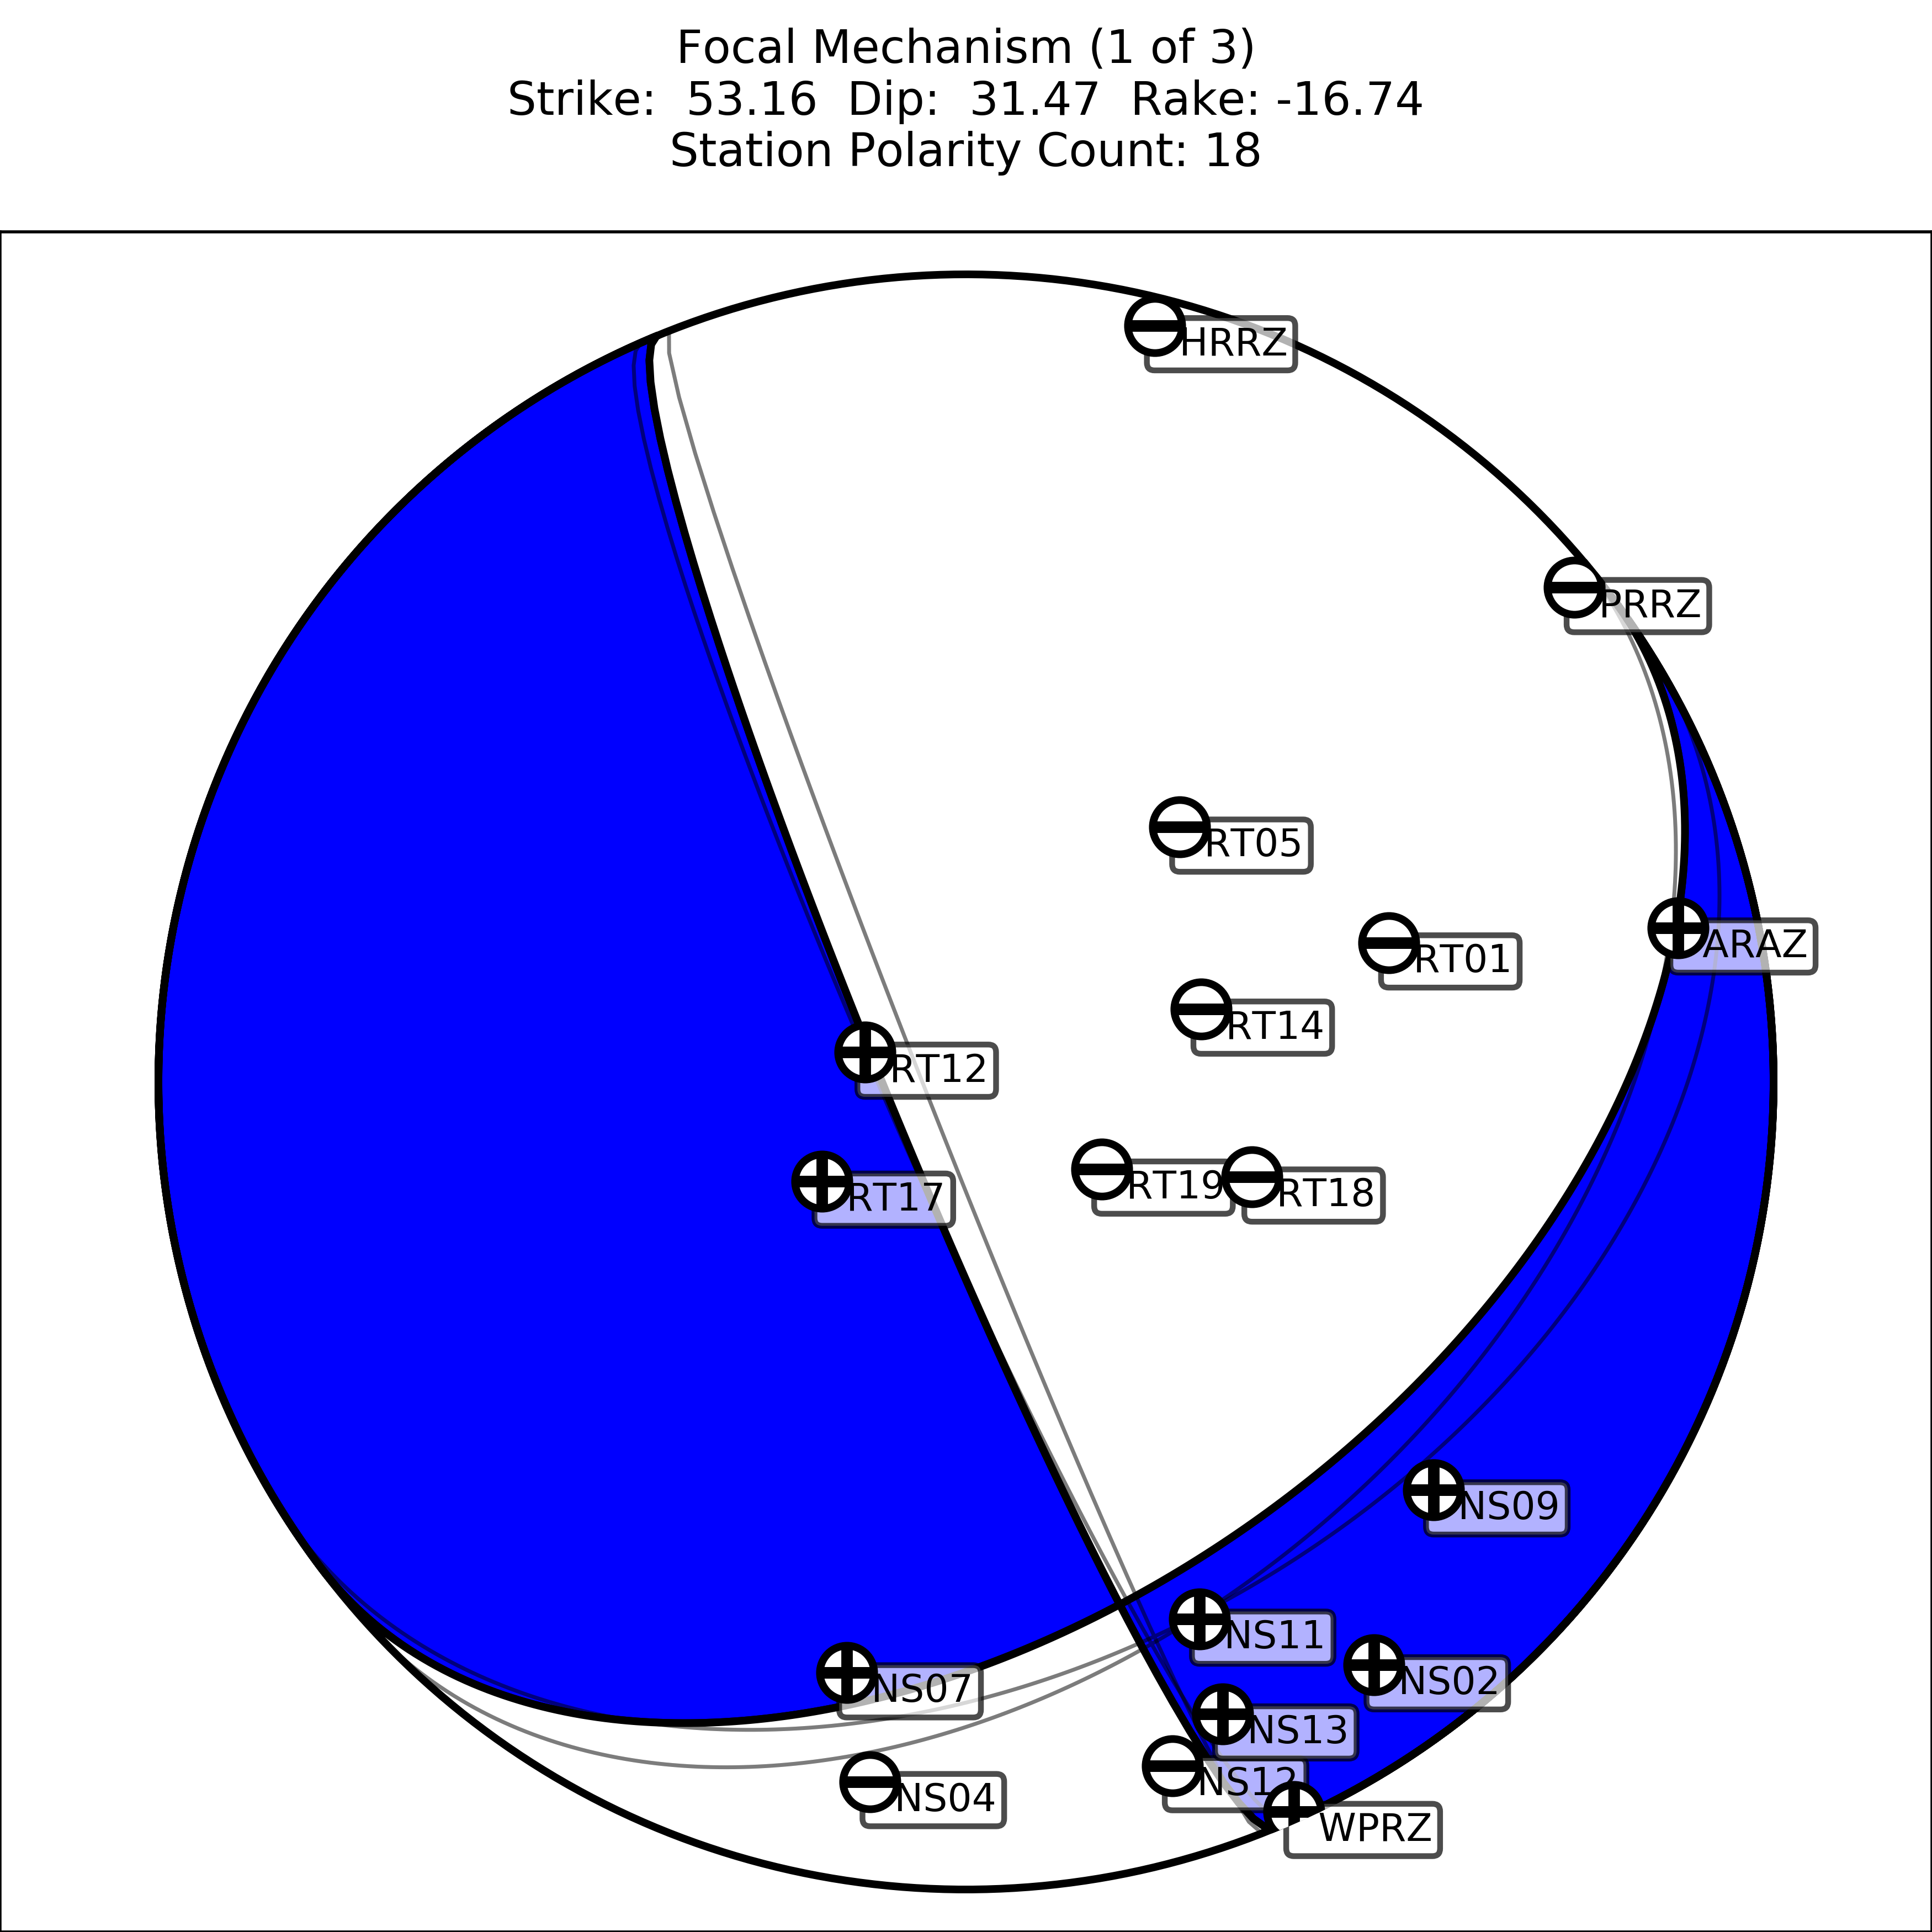 Focal Mechanism (1 of 3)
Strike:  53.16  Dip:  31.47  Rake: -16.74
Station Polarity Count: 18
HRRZ
PRRZ
RT05
ARAZ
RT01
RT14
RT12
RT19
RT18
RT17
NS09
NS11
NS02
NS07
NS13
NS12
NS04
WPRZ